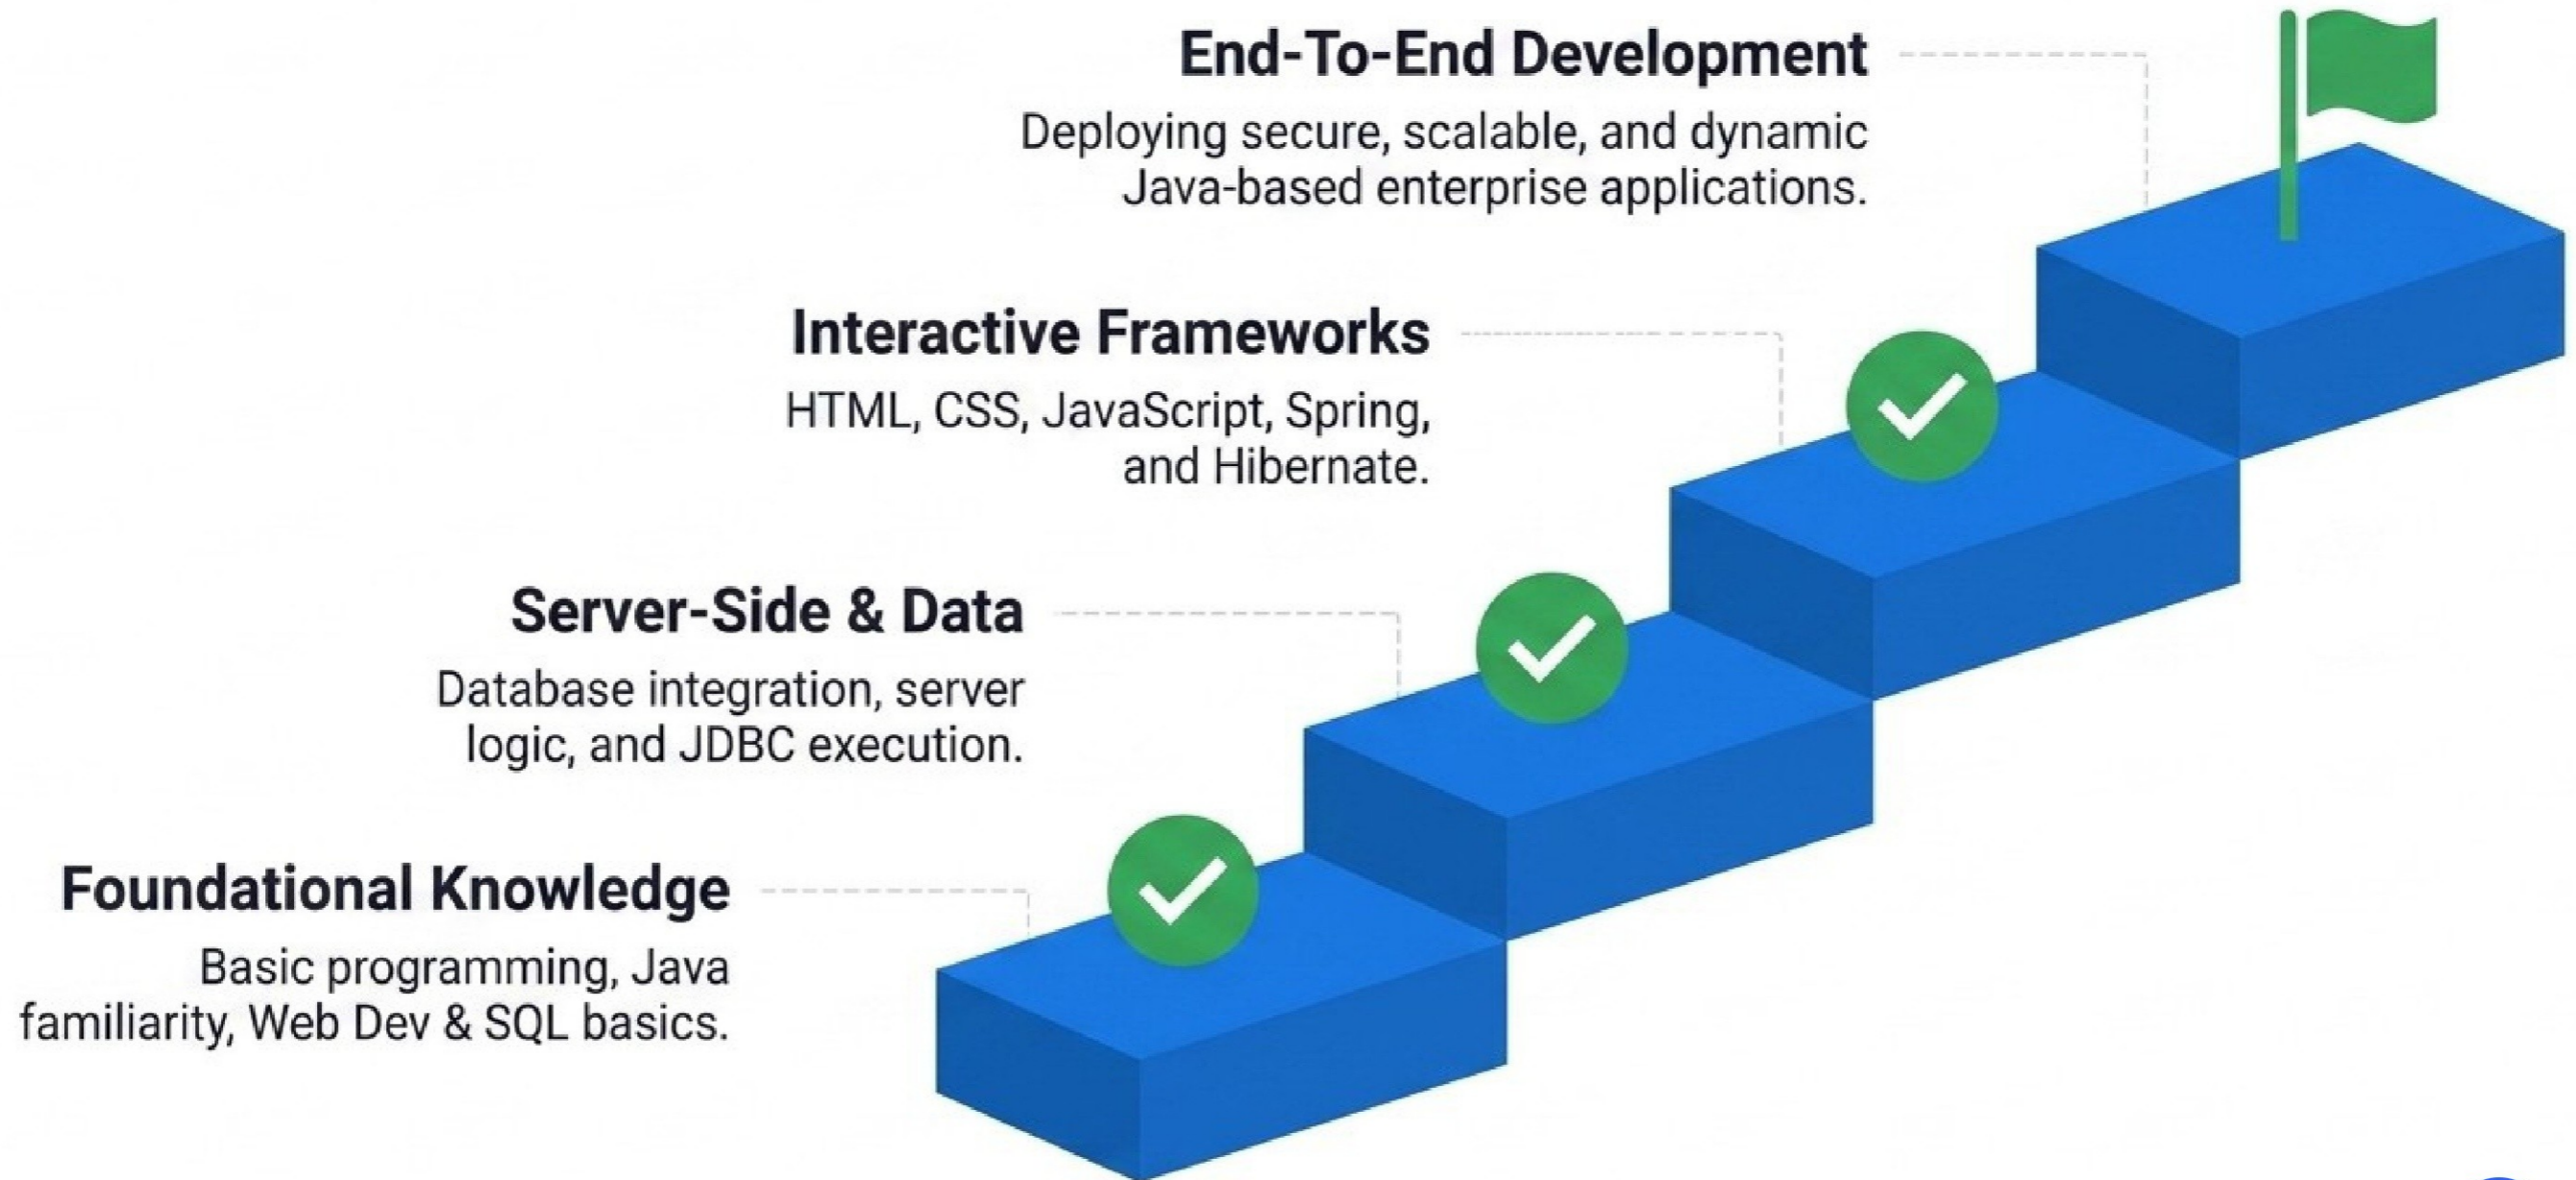 End-To-End Development
Deploying secure, scalable, and dynamic
Java-based enterprise applications.
Interactive Frameworks
HTML, CSS, JavaScript, Spring,
and Hibernate.
Server-Side & Data
Database integration, server
logic, and JDBC execution.
Foundational Knowledge
Basic programming, Java
familiarity, Web Dev & SQL basics.